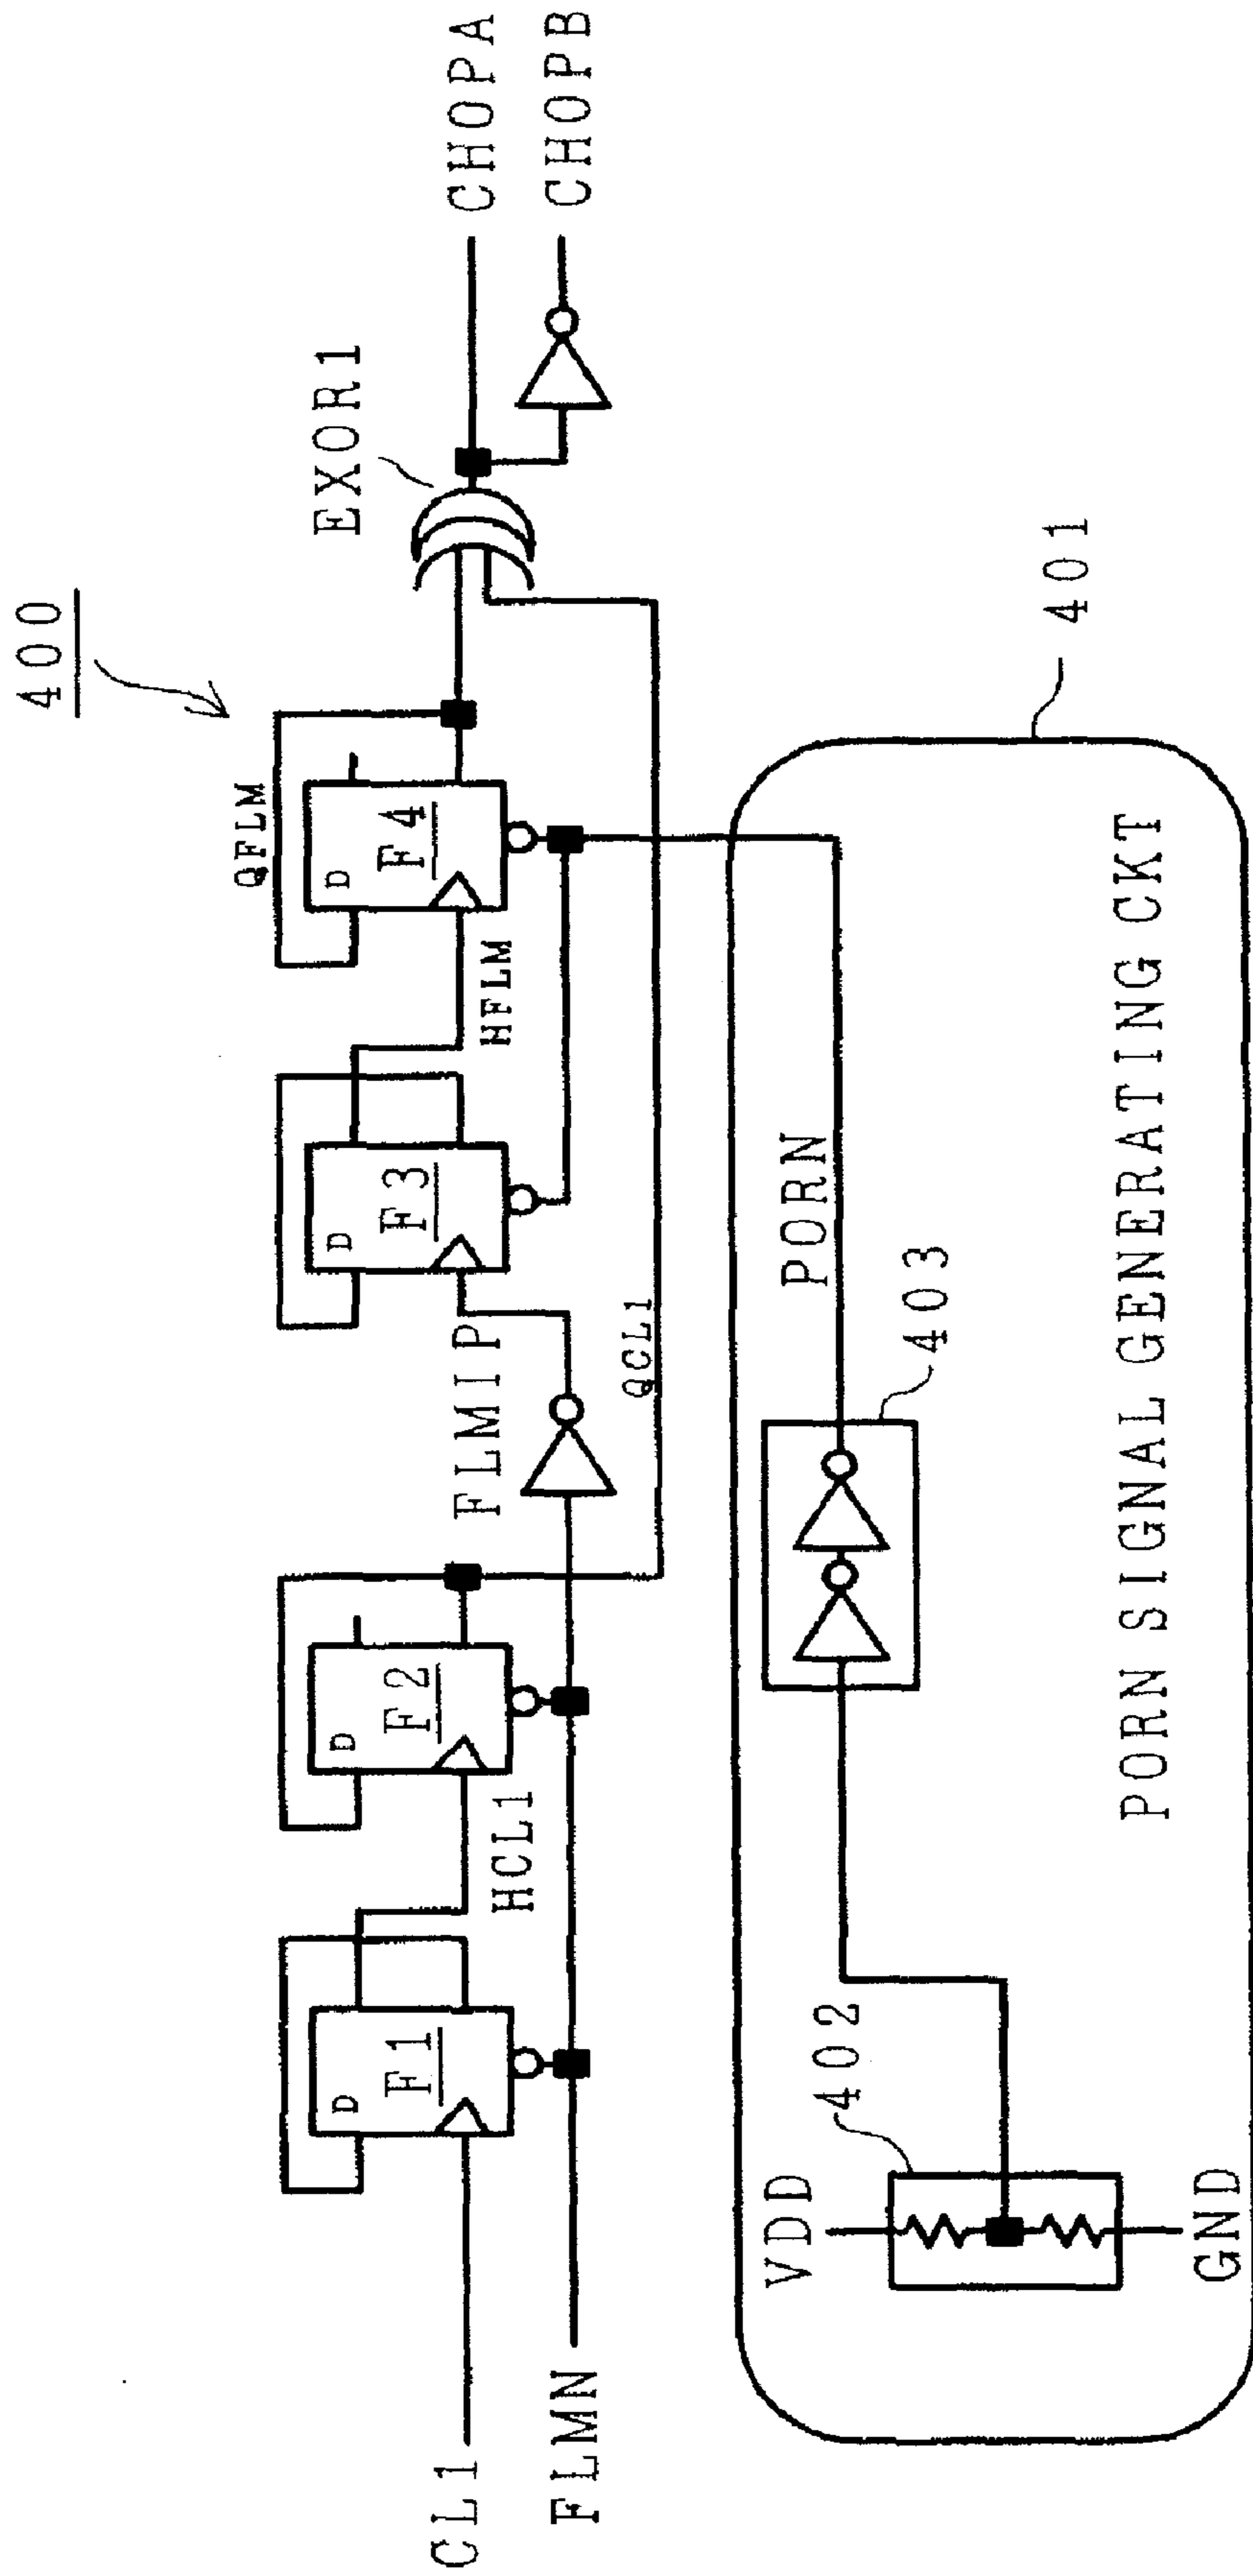 400
EXOR1
CHOPA
CHOPB
QFLM
D
F4
HFLM
D
F3
FLMIP
QCL1
D
F2
HCL1
D
F1
CL1
FLMN
PORN
403
402
VDD
GND
PORN SIGNAL GENERATING CKT
401